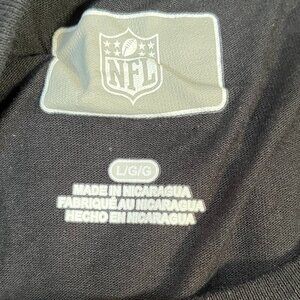 NFL
L/G/G
MADE IN NICARAGUA
FABRIQUÉ AU NICARAGUA
HECHO EN NICARAGUA